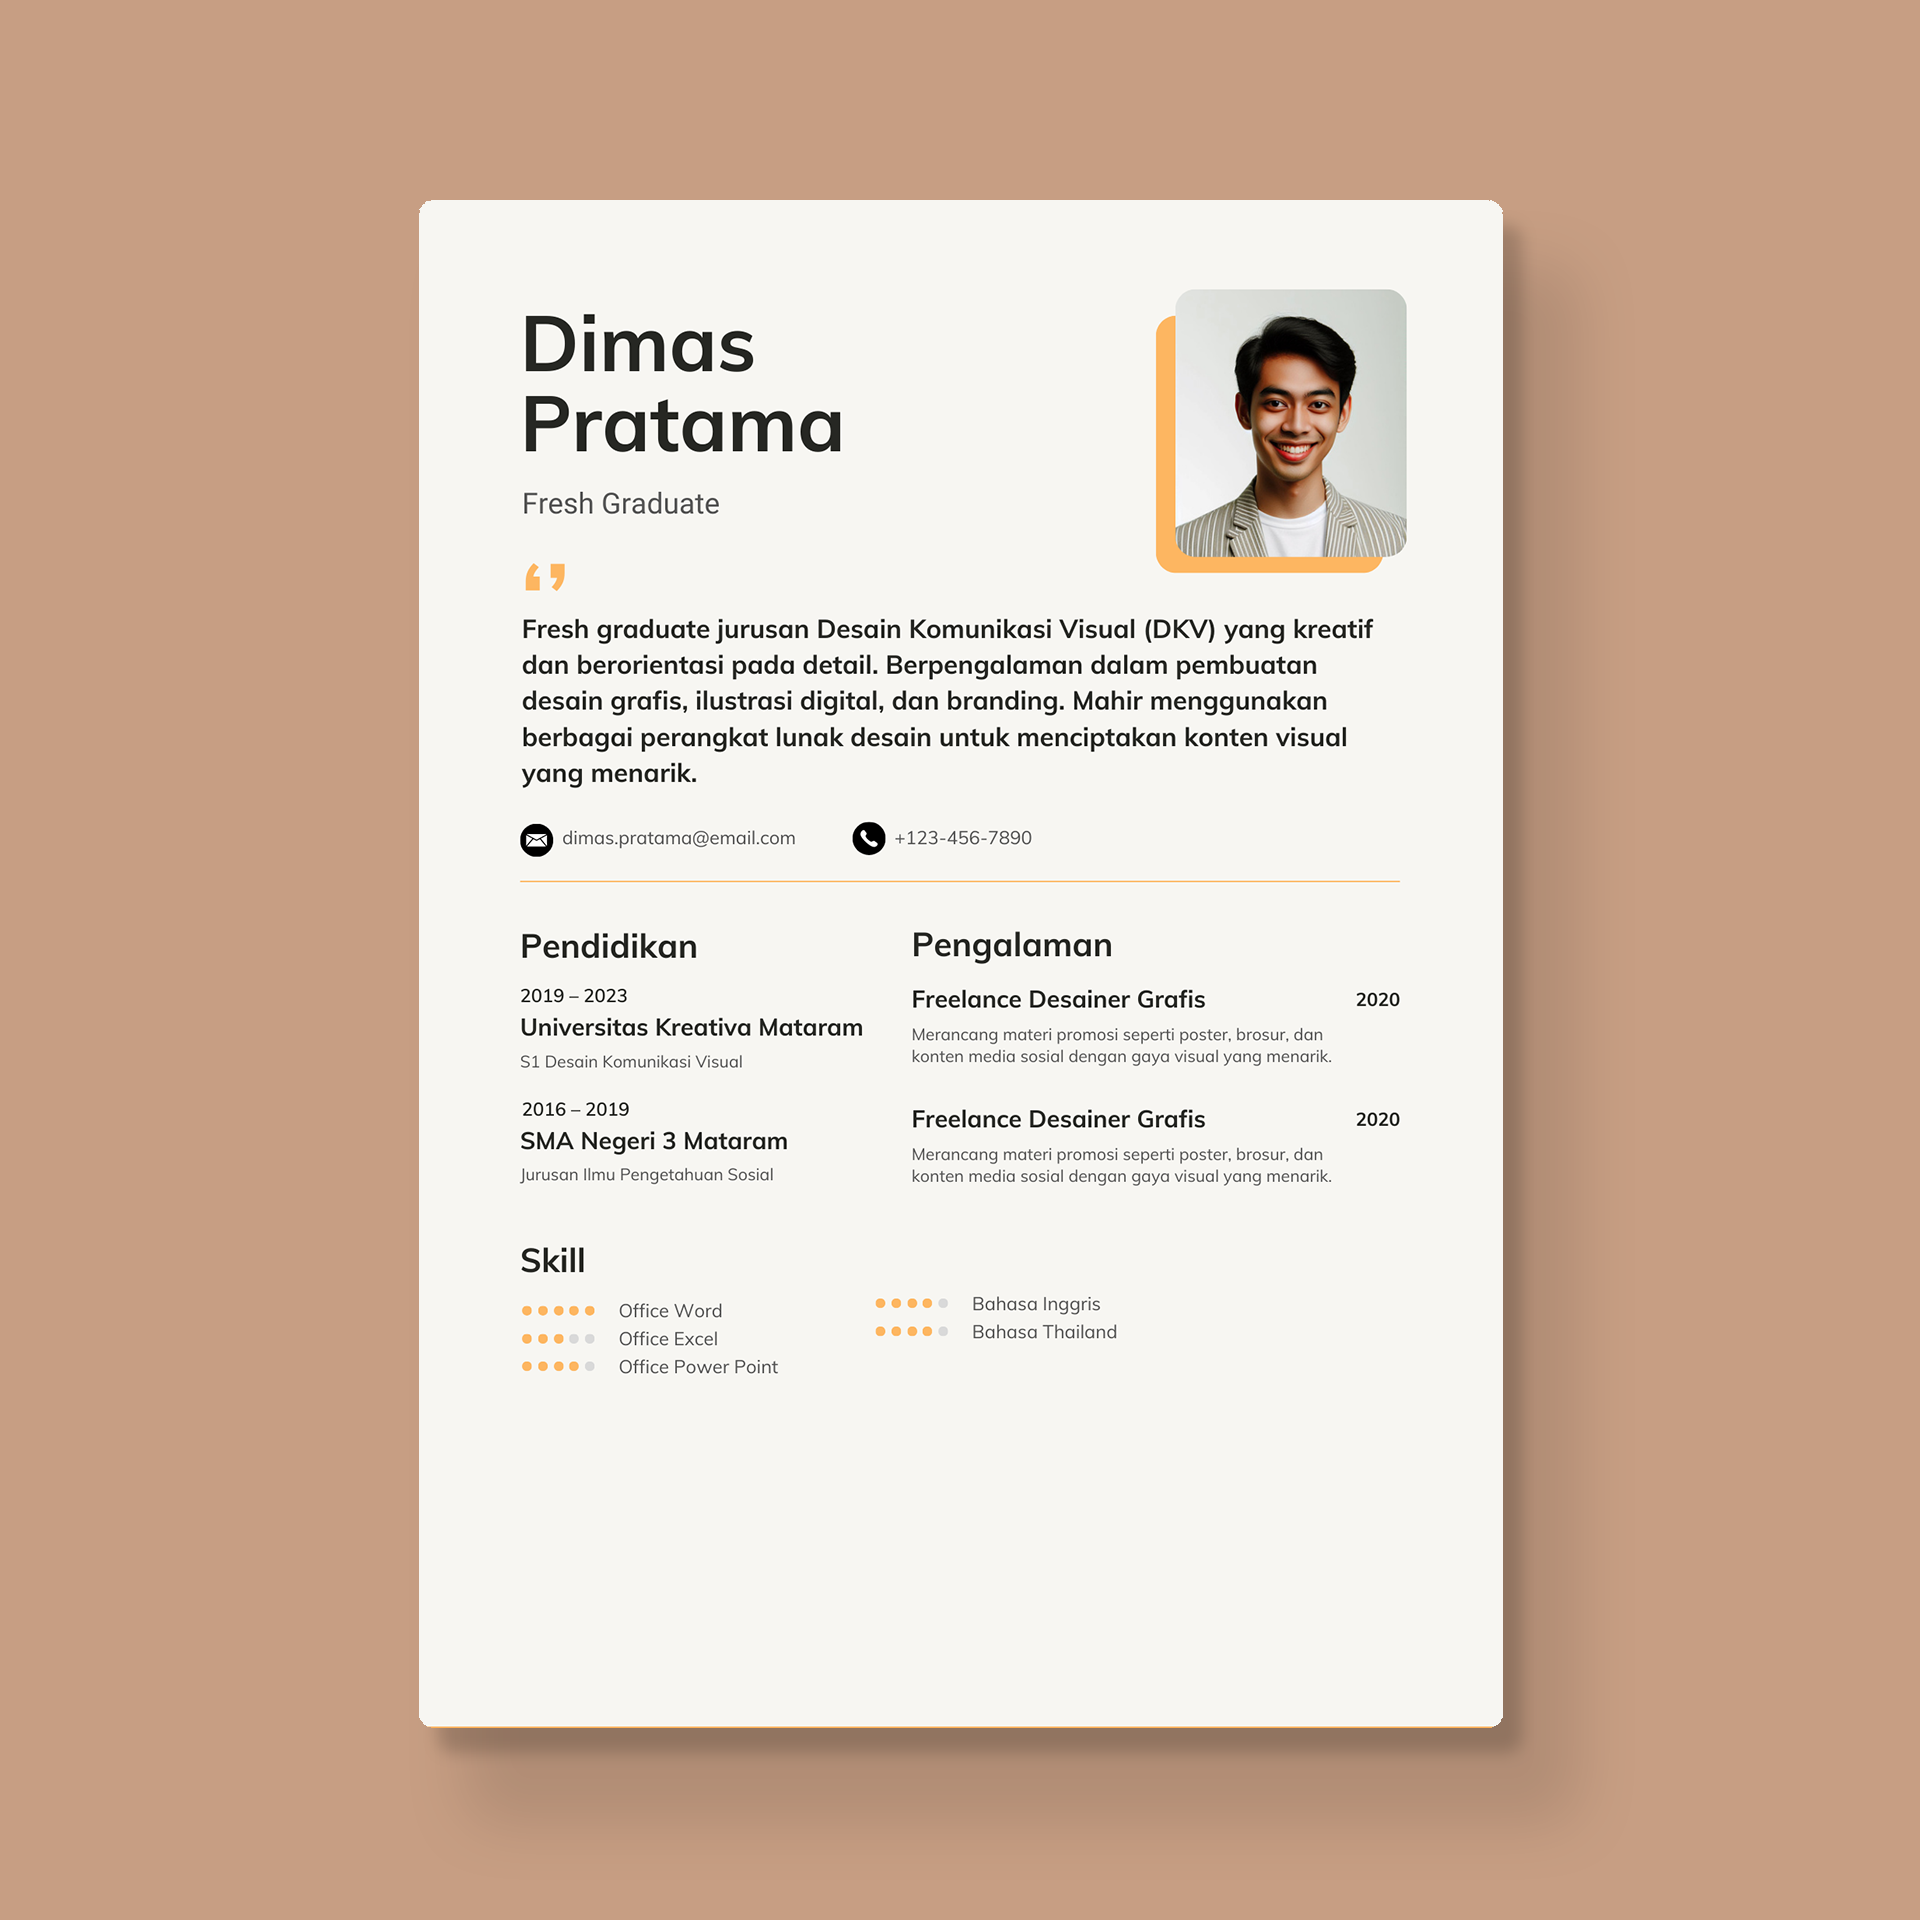 Dimas
Pratama
Fresh Graduate
Fresh graduate jurusan Desain Komunikasi Visual (DKV) yang kreatif
dan berorientasi pada detail. Berpengalaman dalam pembuatan
desain grafis, ilustrasi digital, dan branding. Mahir menggunakan
berbagai perangkat lunak desain untuk menciptakan konten visual
yang menarik.
dimas.pratama@email.com
+123-456-7890
Pendidikan
2019 – 2023
Universitas Kreativa Mataram
S1 Desain Komunikasi Visual
2016 – 2019
SMA Negeri 3 Mataram
Jurusan Ilmu Pengetahuan Sosial
Pengalaman
Freelance Desainer Grafis 2020
Merancang materi promosi seperti poster, brosur, dan
konten media sosial dengan gaya visual yang menarik.
Freelance Desainer Grafis 2020
Merancang materi promosi seperti poster, brosur, dan
konten media sosial dengan gaya visual yang menarik.
Skill
Office Word
Office Excel
Office Power Point
Bahasa Inggris
Bahasa Thailand